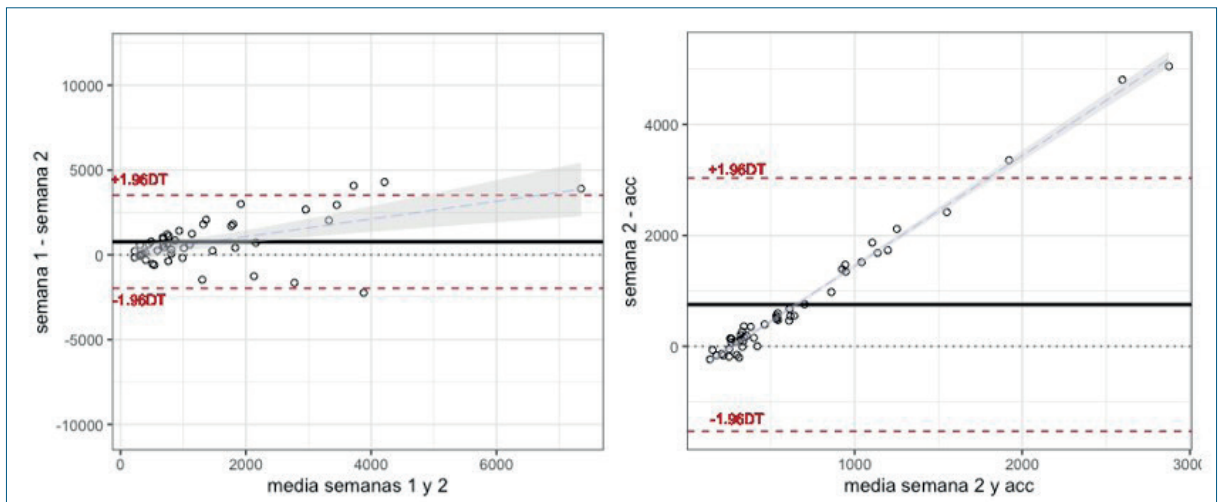 10000
5000
0
-5000
-10000
semana 1 - semana 2
+1.96DT
-1.96DT
0
2000
4000
6000
media semanas 1 y 2
4000
2000
0
semana 2 - acc
+1.96DT
-1.96DT
1000
2000
3000
media semana 2 y acc